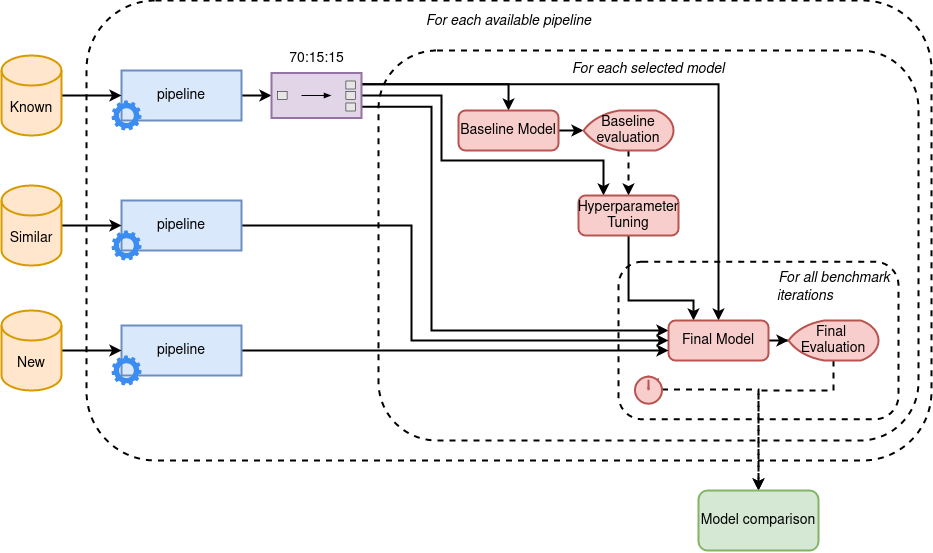 For each available pipeline
70:15:15
For each selected model
Known
pipeline
Baseline Model
Baseline
evaluation
Similar
pipeline
Hyperparameter
Tuning
For all benchmark
iterations
New
pipeline
Final Model
Final
Evaluation
Model comparison